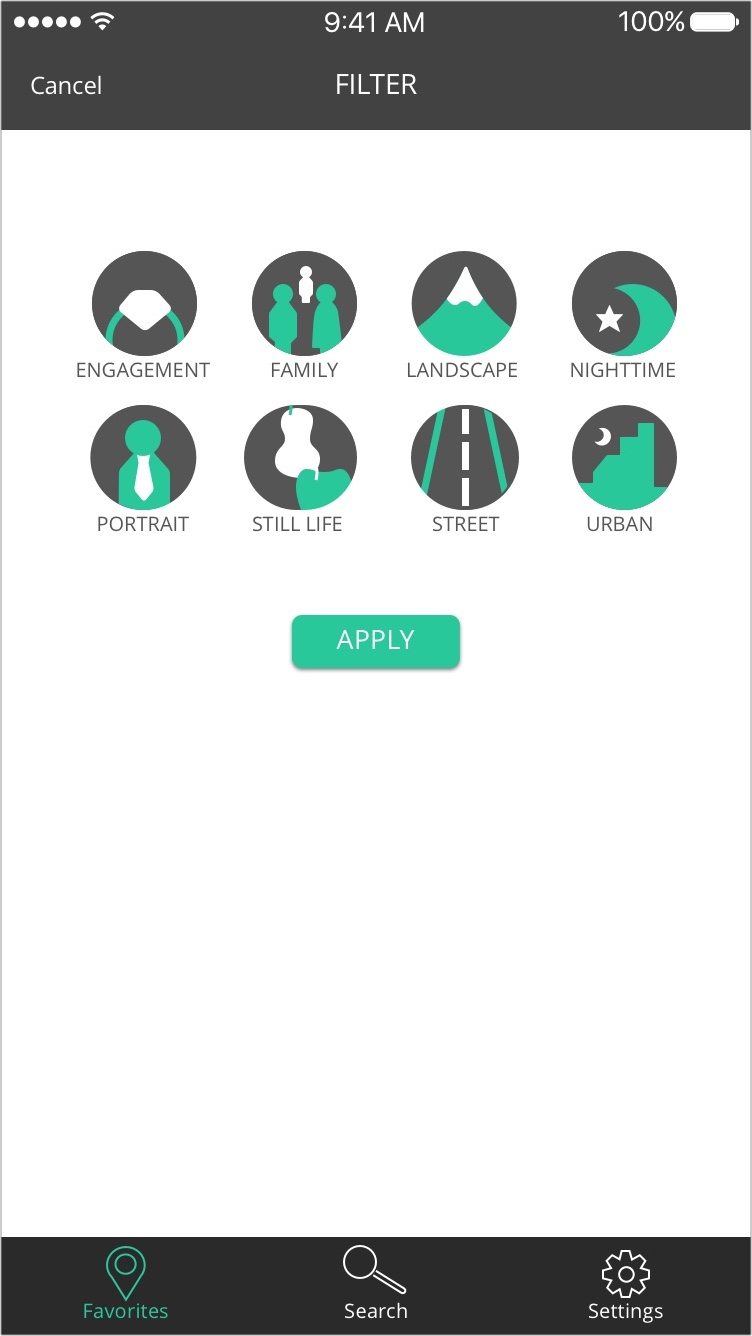 9:41 AM 100%
Cancel FILTER
ENGAGEMENT FAMILY LANDSCAPE NIGHTTIME
PORTRAIT STILL LIFE STREET URBAN
APPLY
Favorites Search Settings